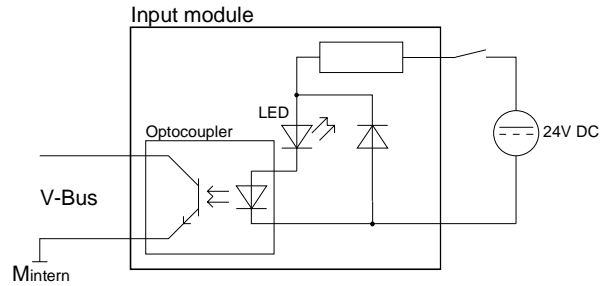 Input module
LED
Optocoupler
24V DC
V-Bus
Mintern